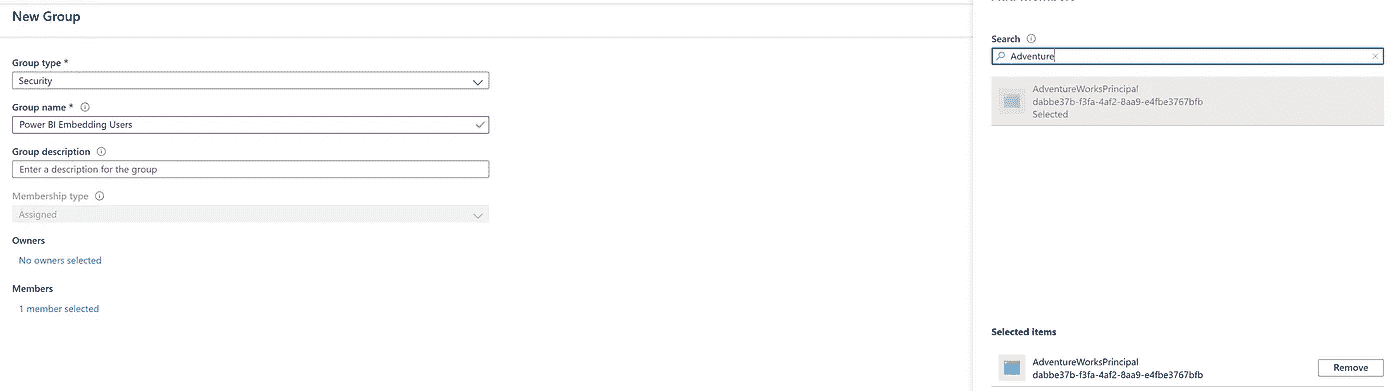 New Group
Group type *
Security
Group name *
Power BI Embedding Users
Group description
Enter a description for the group
Membership type
Assigned
Owners
No owners selected
Members
1 member selected
Search
Adventure
AdventureWorksPrincipal
dabbe37b-f3fa-4af2-8aa9-e4fbe3767bfb
Selected
Selected items
AdventureWorksPrincipal
dabbe37b-f3fa-4af2-8aa9-e4fbe3767bfb
Remove